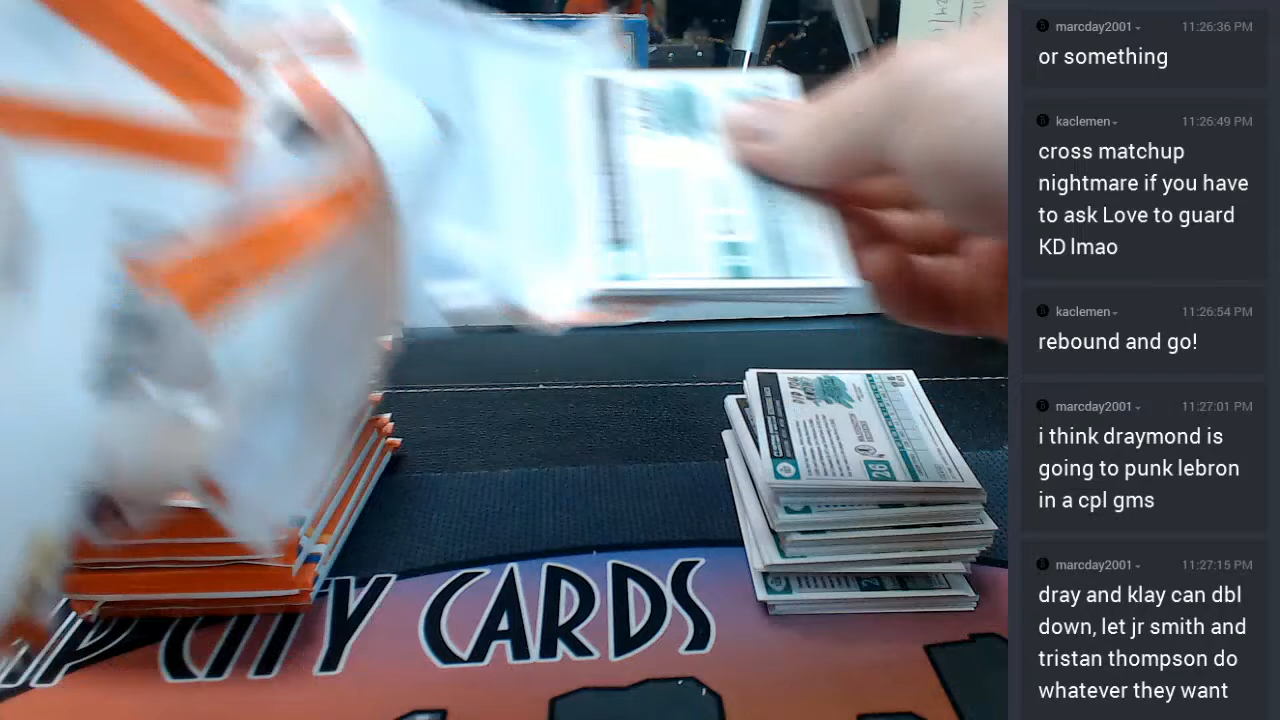 marcday2001 11:26:36 PM
or something
kaclemen 11:26:49 PM
cross matchup
nightmare if you have
to ask Love to guard
KD lmao
kaclemen 11:26:54 PM
rebound and go!
marcday2001 11:27:01 PM
i think draymond is
going to punk lebron
in a cpl gms
marcday2001 11:27:15 PM
dray and klay can dbl
down, let jr smith and
tristan thompson do
whatever they want
CITY CARDS
26